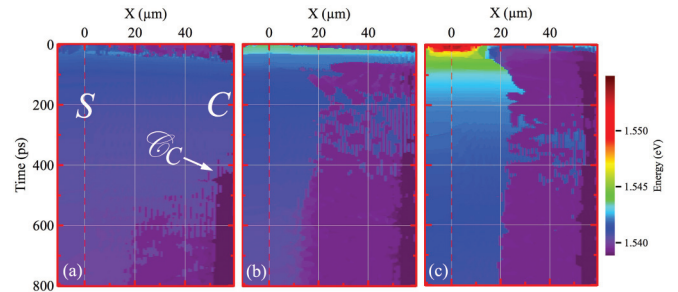 X (μm) X (μm) X (μm)
0 20 40 0 20 40 0 20 40
0
200
400
600
800
Time (ps)
S C
𝒞C
(a) (b) (c)
1.550
1.545
1.540
Energy (eV)